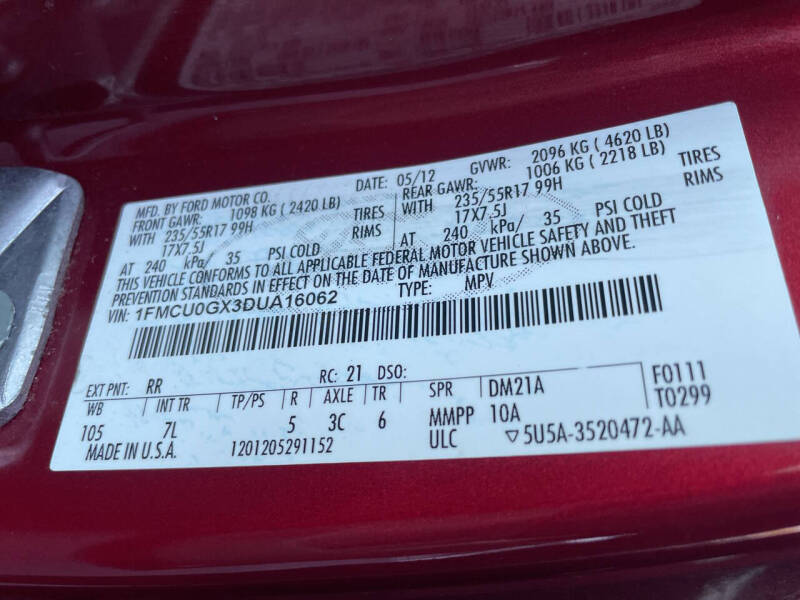 MFD. BY FORD MOTOR CO. DATE: 05/12 GVWR: 2096 KG ( 4620 LB)
FRONT GAWR: 1098 KG ( 2420 LB) REAR GAWR: 1006 KG ( 2218 LB)
WITH 235/55R17 99H TIRES WITH 235/55R17 99H TIRES
17X7.5J RIMS 17X7.5J RIMS
AT 240 kPa/ 35 PSI COLD AT 240 kPa/ 35 PSI COLD
THIS VEHICLE CONFORMS TO ALL APPLICABLE FEDERAL MOTOR VEHICLE SAFETY AND THEFT
PREVENTION STANDARDS IN EFFECT ON THE DATE OF MANUFACTURE SHOWN ABOVE.
VIN: 1FMCU0GX3DUA16062 TYPE: MPV
EXT PNT: RR RC: 21 DSO: F0111
WB INT TR TP/PS R AXLE TR SPR DM21A T0299
105 7L 5 3C 6 MMPP 10A
MADE IN U.S.A. 1201205291152 ULC ▽5U5A-3520472-AA